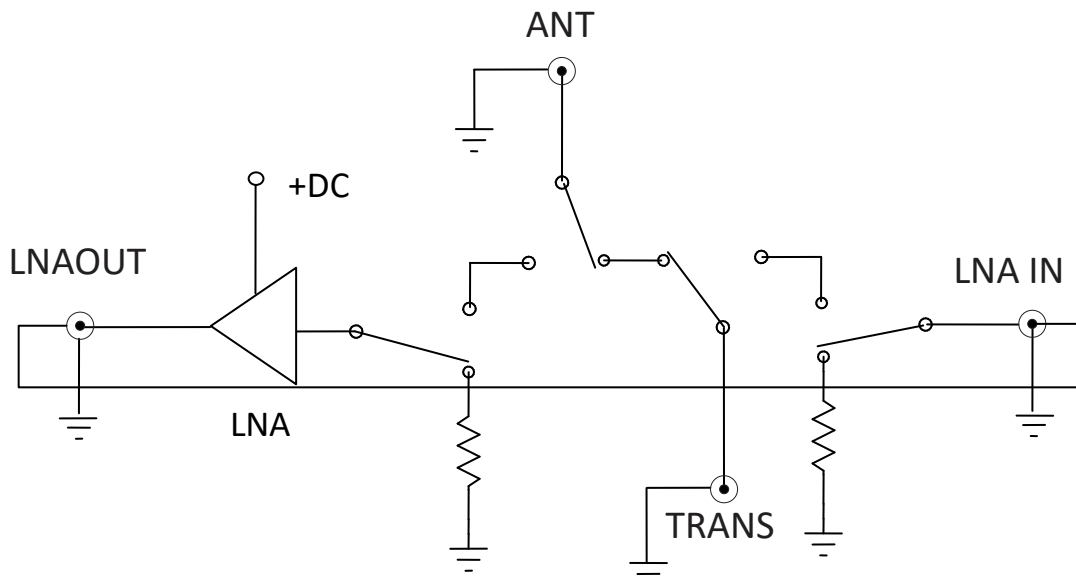 ANT
+DC
LNAOUT
LNA IN
LNA
TRANS